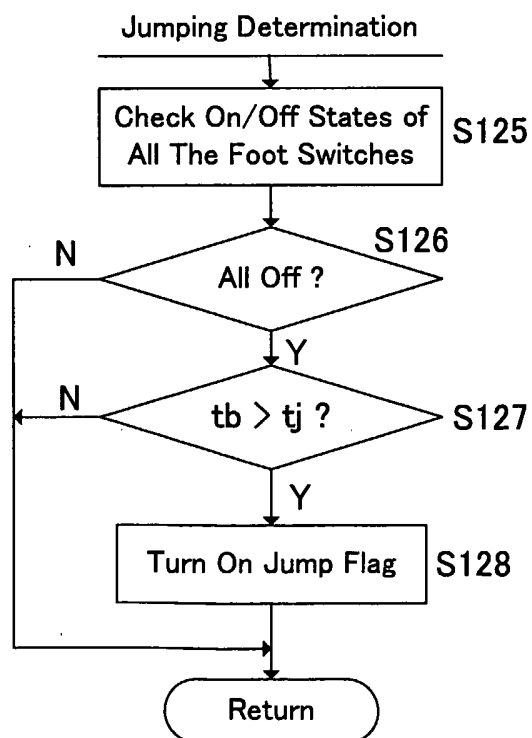 Jumping Determination
Check On/Off States of
All The Foot Switches
S125
S126
N
All Off ?
Y
N
tb > tj ?
S127
Y
Turn On Jump Flag
S128
Return